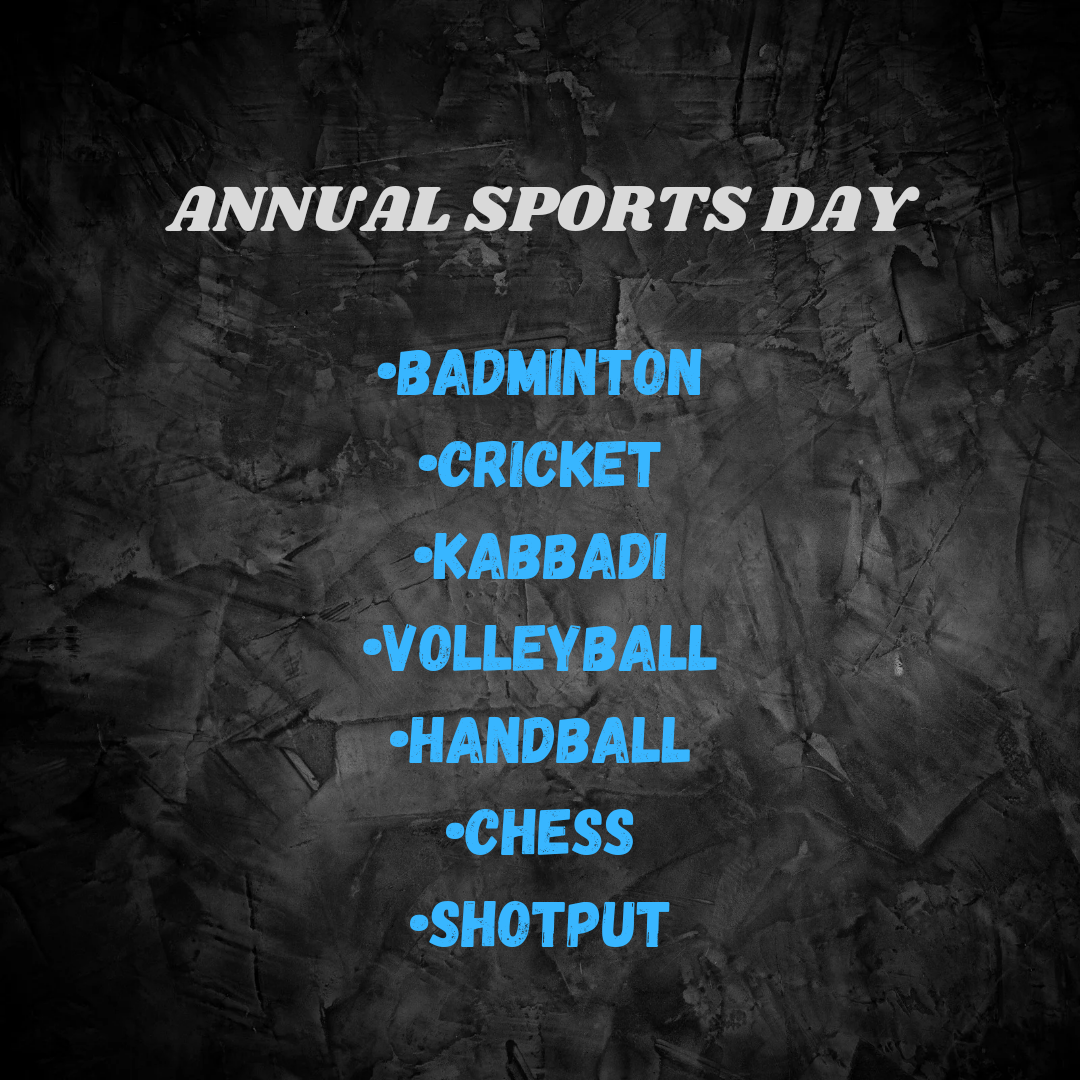 ANNUAL SPORTS DAY
•BADMINTON
•CRICKET
•KABBADI
•VOLLEYBALL
•HANDBALL
•CHESS
•SHOTPUT